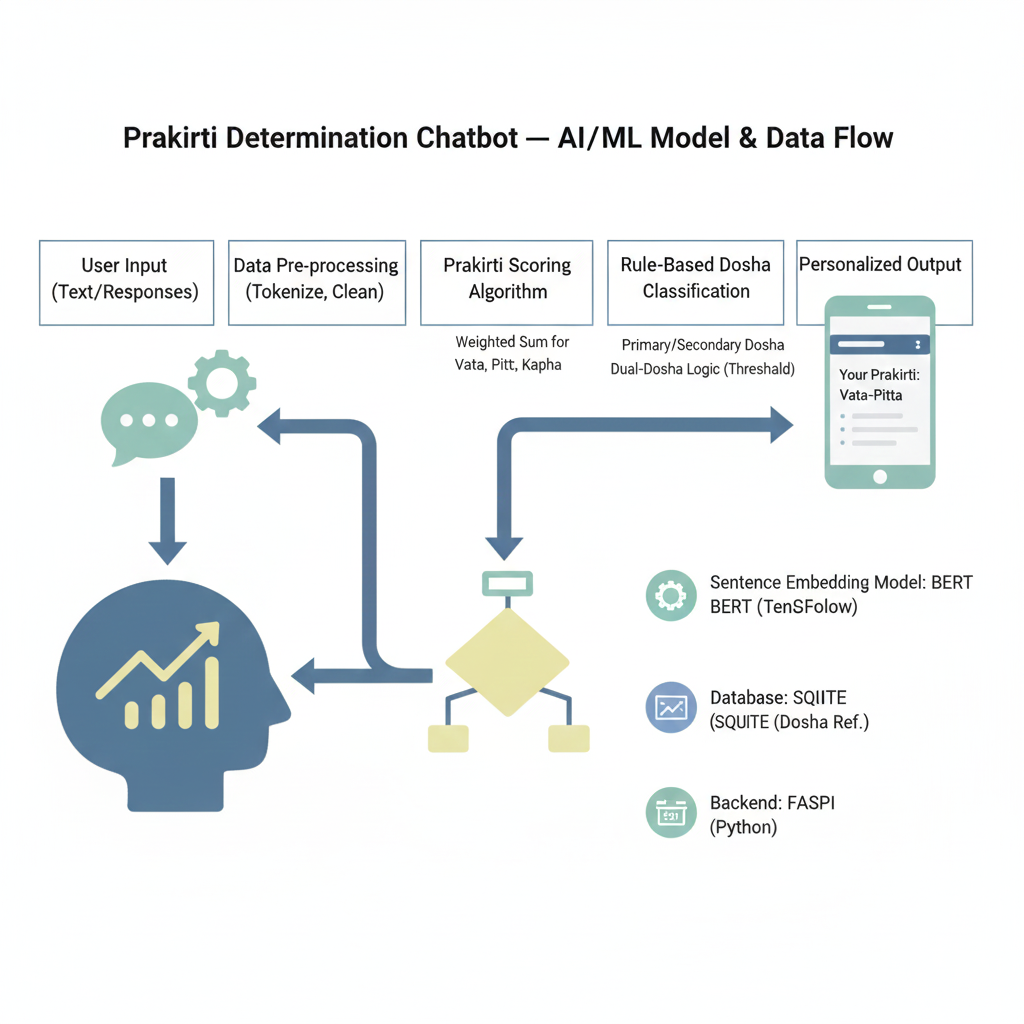 Prakirti Determination Chatbot — AI/ML Model & Data Flow
User Input
(Text/Responses)
Data Pre-processing
(Tokenize, Clean)
Prakirti Scoring
Algorithm
Weighted Sum for
Vata, Pitt, Kapha
Rule-Based Dosha
Classification
Primary/Secondary Dosha
Dual-Dosha Logic (Threshald)
Personalized Output
Your Prakirti:
Vata-Pitta
Sentence Embedding Model: BERT
BERT (TenSFolow)
Database: SQIITE
(SQUITE (Dosha Ref.)
Backend: FASPI
(Python)